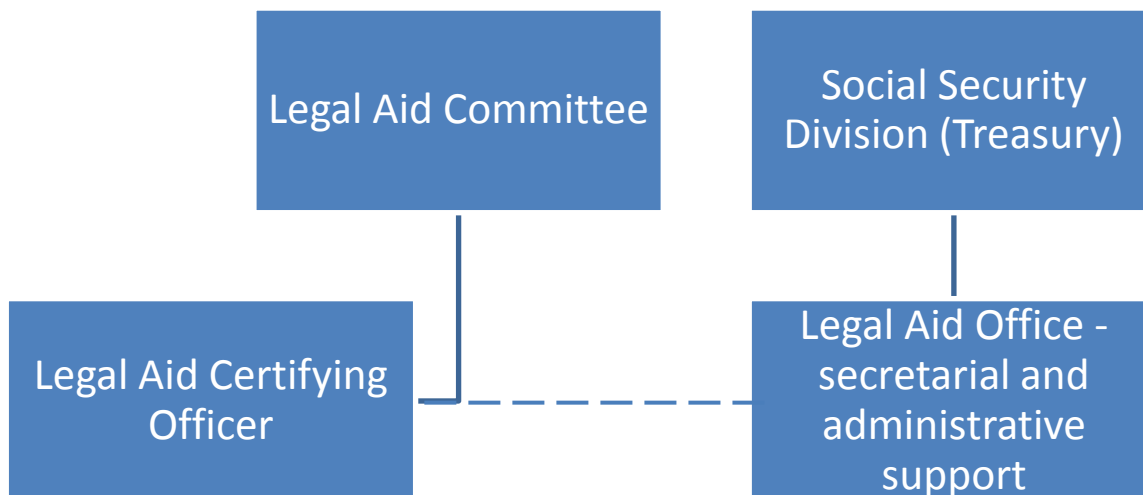 Legal Aid Committee
Social Security
Division (Treasury)
Legal Aid Certifying
Officer
Legal Aid Office -
secretarial and
administrative
support